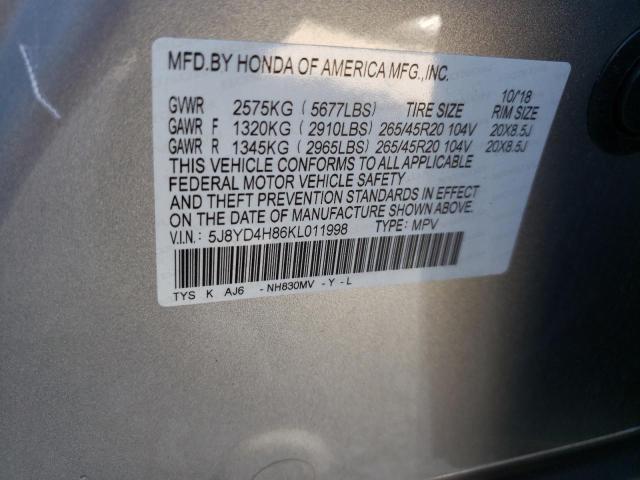 MFD.BY HONDA OF AMERICA MFG.,INC.
10/18
GVWR 2575KG ( 5677LBS) TIRE SIZE RIM SIZE
GAWR F 1320KG ( 2910LBS) 265/45R20 104V 20X8.5J
GAWR R 1345KG ( 2965LBS) 265/45R20 104V 20X8.5J
THIS VEHICLE CONFORMS TO ALL APPLICABLE
FEDERAL MOTOR VEHICLE SAFETY
AND THEFT PREVENTION STANDARDS IN EFFECT
ON THE DATE OF MANUFACTURE SHOWN ABOVE.
V.I.N.: 5J8YD4H86KL011998 TYPE: MPV
TYS K AJ6 - NH830MV - Y - L